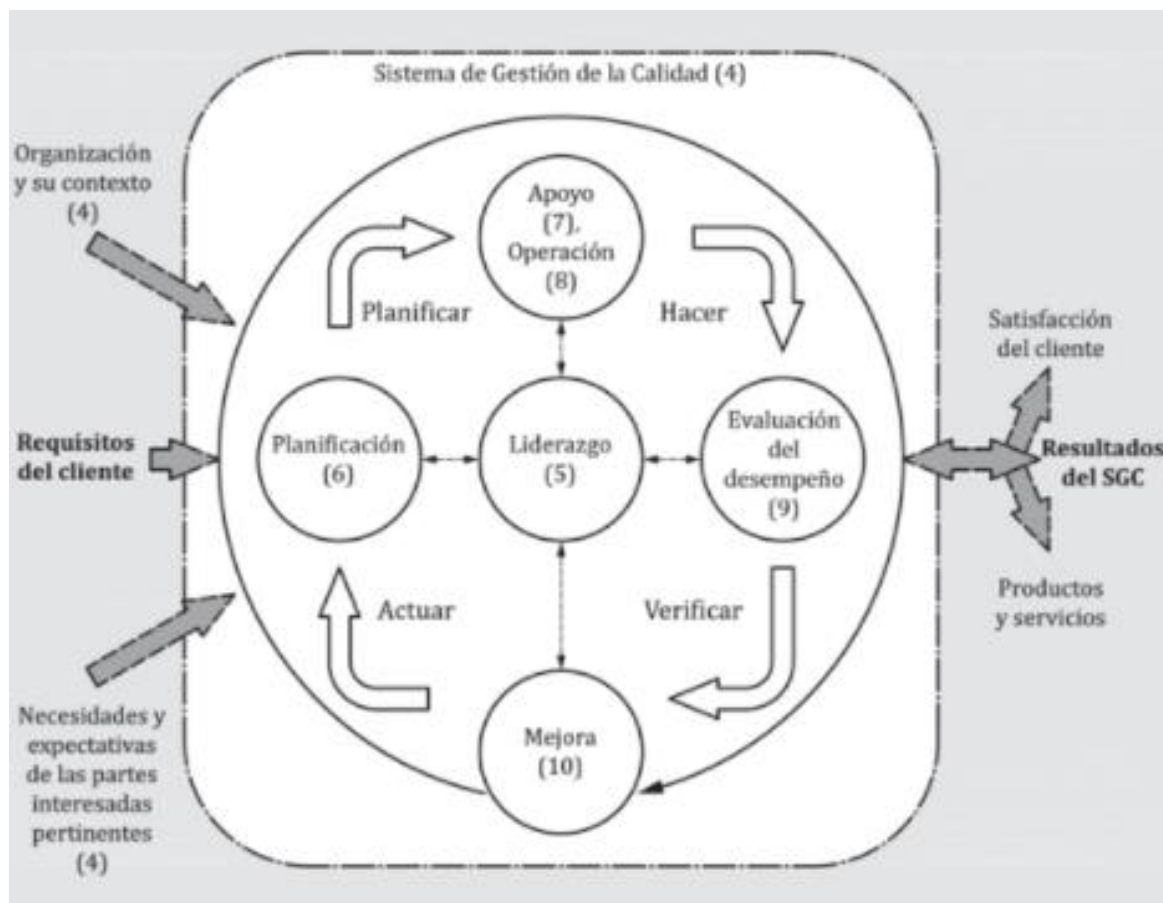 Sistema de Gestión de la Calidad (4)
Organización
y su contexto
(4)
Apoyo
(7),
Operación
(8)
Planificar
Hacer
Satisfacción
del cliente
Requisitos
del cliente
Planificación
(6)
Liderazgo
(5)
Evaluación
del
desempeño
(9)
Resultados
del SGC
Actuar
Verificar
Productos
y servicios
Necesidades y
expectativas
de las partes
interesadas
pertinentes
(4)
Mejora
(10)